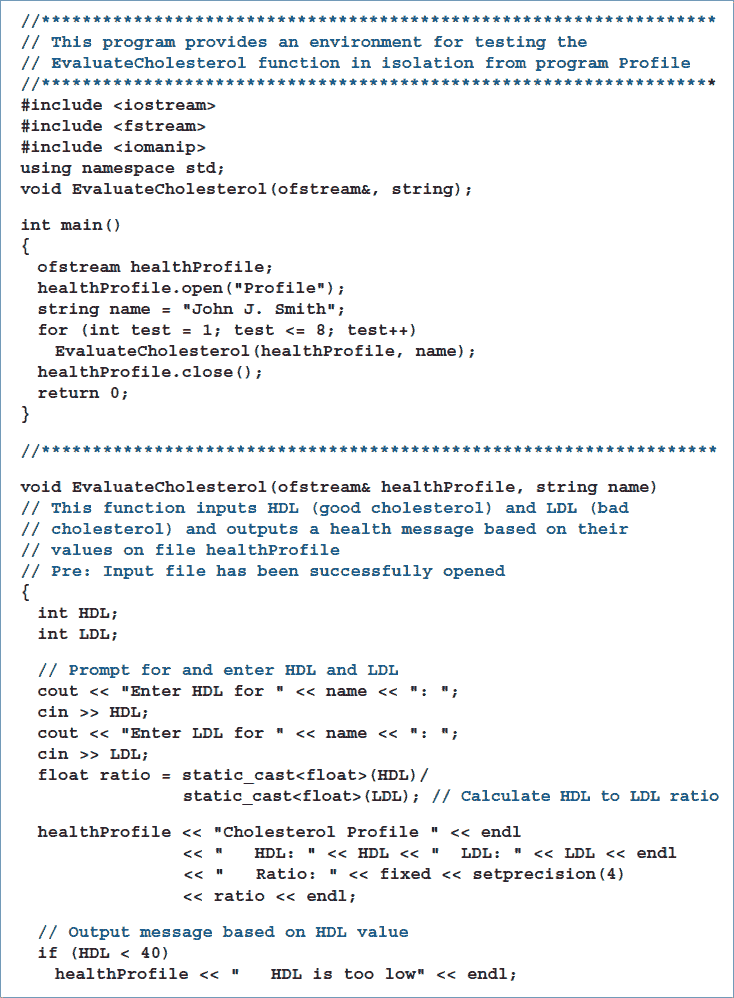 //******************************************************************
// This program provides an environment for testing the
// EvaluateCholesterol function in isolation from program Profile
//******************************************************************
#include <iostream>
#include <fstream>
#include <iomanip>
using namespace std;
void EvaluateCholesterol(ofstream&, string);
int main()
{
  ofstream healthProfile;
  healthProfile.open("Profile");
  string name = "John J. Smith";
  for (int test = 1; test <= 8; test++)
    EvaluateCholesterol(healthProfile, name);
  healthProfile.close();
  return 0;
}
//******************************************************************
void EvaluateCholesterol(ofstream& healthProfile, string name)
// This function inputs HDL (good cholesterol) and LDL (bad
// cholesterol) and outputs a health message based on their
// values on file healthProfile
// Pre: Input file has been successfully opened
{
  int HDL;
  int LDL;
  // Prompt for and enter HDL and LDL
  cout << "Enter HDL for " << name << ": ";
  cin >> HDL;
  cout << "Enter LDL for " << name << ": ";
  cin >> LDL;
  float ratio = static_cast<float>(HDL)/
                static_cast<float>(LDL); // Calculate HDL to LDL ratio
  healthProfile << "Cholesterol Profile " << endl
                << "   HDL: " << HDL << "  LDL: " << LDL << endl
                << "   Ratio: " << fixed << setprecision(4)
                << ratio << endl;
  // Output message based on HDL value
  if (HDL < 40)
    healthProfile << "   HDL is too low" << endl;